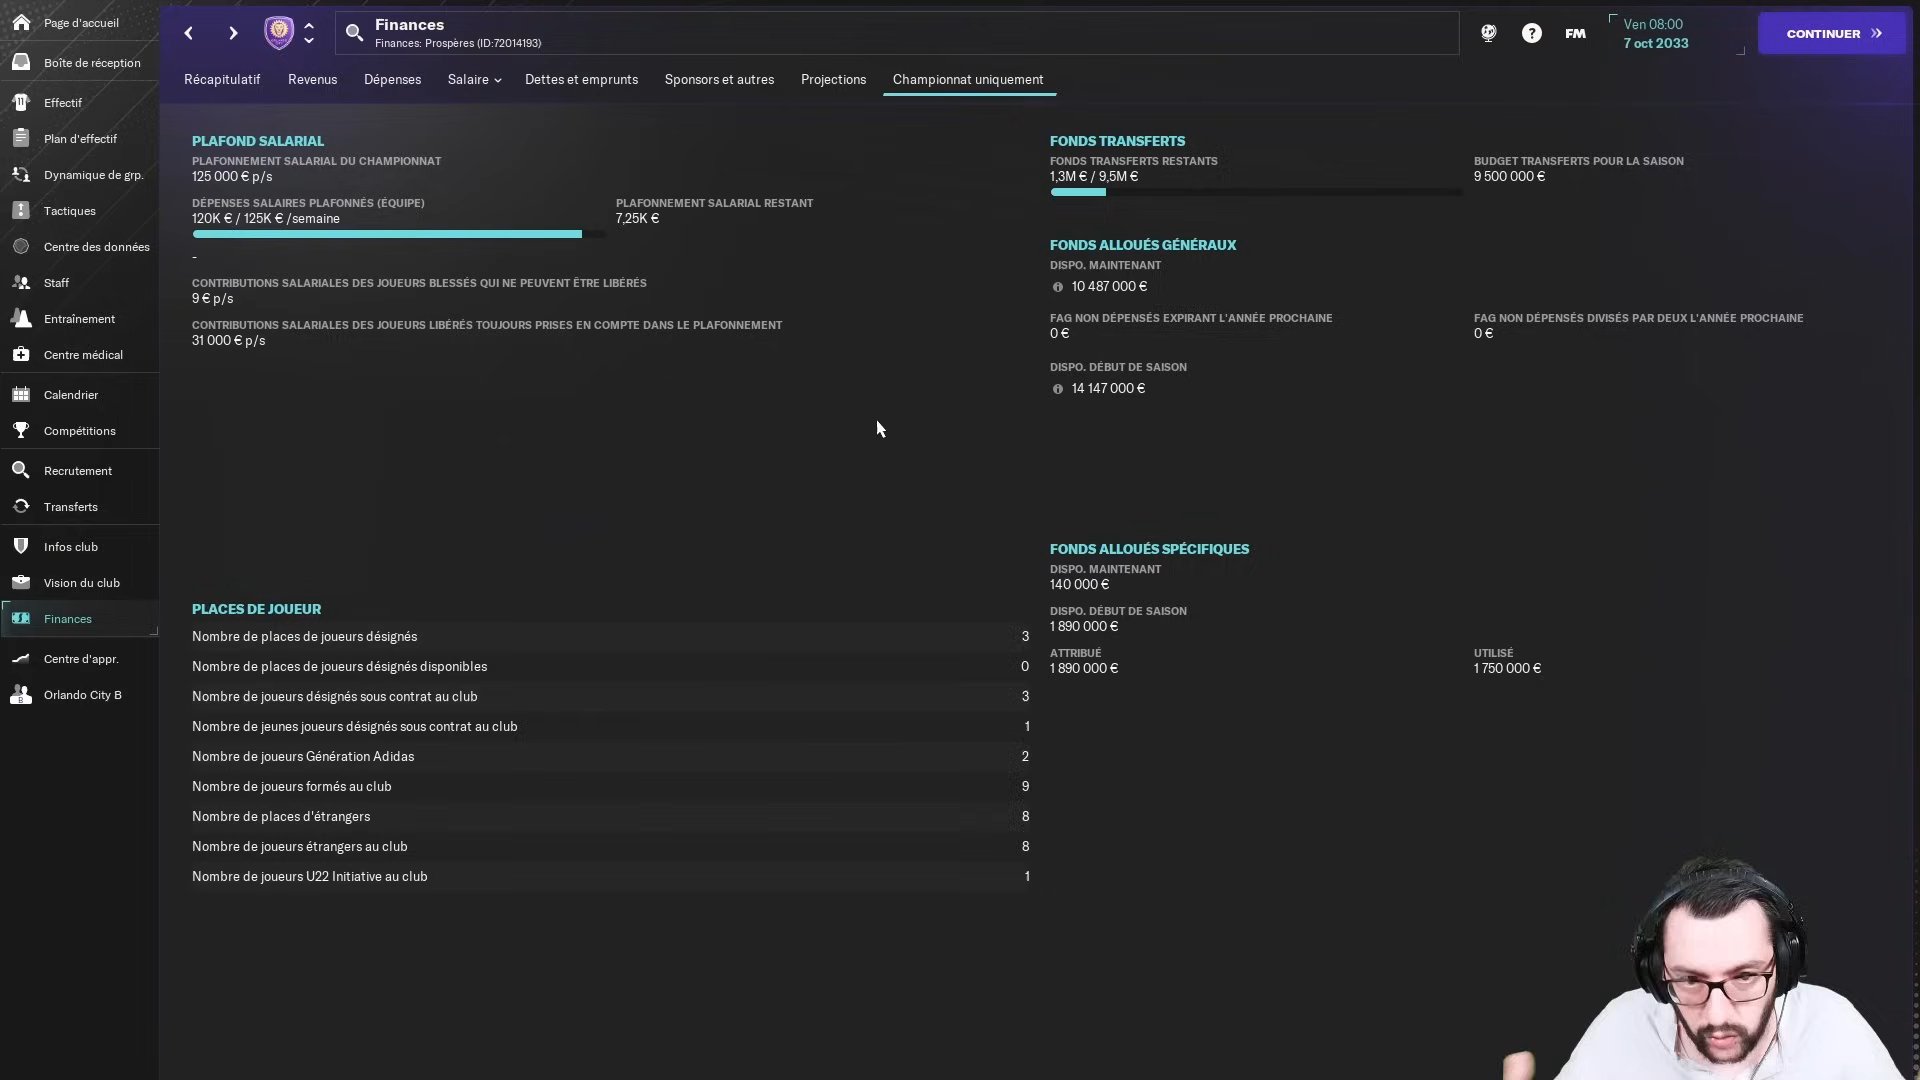 Page d'accueil
Boîte de réception
Effectif
Plan d'effectif
Dynamique de grp.
Tactiques
Centre des données
Staff
Entraînement
Centre médical
Calendrier
Compétitions
Recrutement
Transferts
Infos club
Vision du club
Finances
Centre d'appr.
Orlando City B
Finances
Finances: Prospères (ID:72014193)
FM
Ven 08:00
7 oct 2033
CONTINUER
Récapitulatif
Revenus
Dépenses
Salaire
Dettes et emprunts
Sponsors et autres
Projections
Championnat uniquement
PLAFOND SALARIAL
PLAFONNEMENT SALARIAL DU CHAMPIONNAT
125 000 € p/s
DÉPENSES SALAIRES PLAFONNÉS (ÉQUIPE)
120K € / 125K € /semaine
PLAFONNEMENT SALARIAL RESTANT
7,25K €
-
CONTRIBUTIONS SALARIALES DES JOUEURS BLESSÉS QUI NE PEUVENT ÊTRE LIBÉRÉS
9 € p/s
CONTRIBUTIONS SALARIALES DES JOUEURS LIBÉRÉS TOUJOURS PRISES EN COMPTE DANS LE PLAFONNEMENT
31 000 € p/s
PLACES DE JOUEUR
Nombre de places de joueurs désignés 3
Nombre de places de joueurs désignés disponibles 0
Nombre de joueurs désignés sous contrat au club 3
Nombre de jeunes joueurs désignés sous contrat au club 1
Nombre de joueurs Génération Adidas 2
Nombre de joueurs formés au club 9
Nombre de places d'étrangers 8
Nombre de joueurs étrangers au club 8
Nombre de joueurs U22 Initiative au club 1
FONDS TRANSFERTS
FONDS TRANSFERTS RESTANTS
1,3M € / 9,5M €
BUDGET TRANSFERTS POUR LA SAISON
9 500 000 €
FONDS ALLOUÉS GÉNÉRAUX
DISPO. MAINTENANT
10 487 000 €
FAG NON DÉPENSÉS EXPIRANT L'ANNÉE PROCHAINE
0 €
FAG NON DÉPENSÉS DIVISÉS PAR DEUX L'ANNÉE PROCHAINE
0 €
DISPO. DÉBUT DE SAISON
14 147 000 €
FONDS ALLOUÉS SPÉCIFIQUES
DISPO. MAINTENANT
140 000 €
DISPO. DÉBUT DE SAISON
1 890 000 €
ATTRIBUÉ
1 890 000 €
UTILISÉ
1 750 000 €